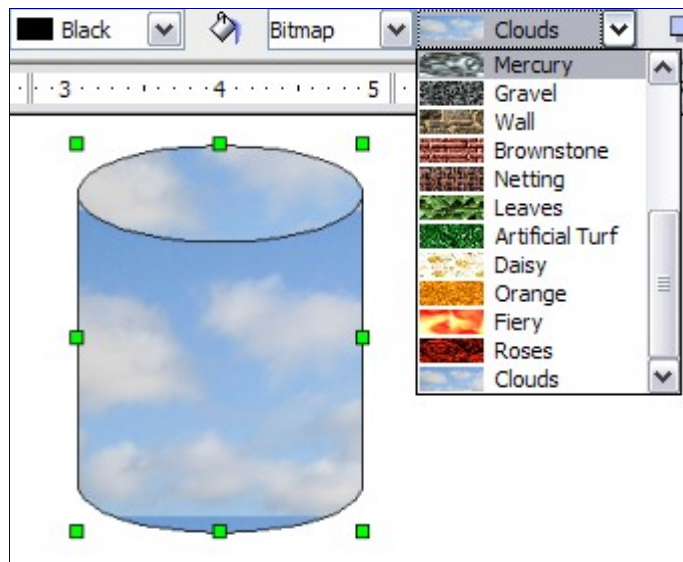 Black Bitmap Clouds
3 4 5
Mercury
Gravel
Wall
Brownstone
Netting
Leaves
Artificial Turf
Daisy
Orange
Fiery
Roses
Clouds